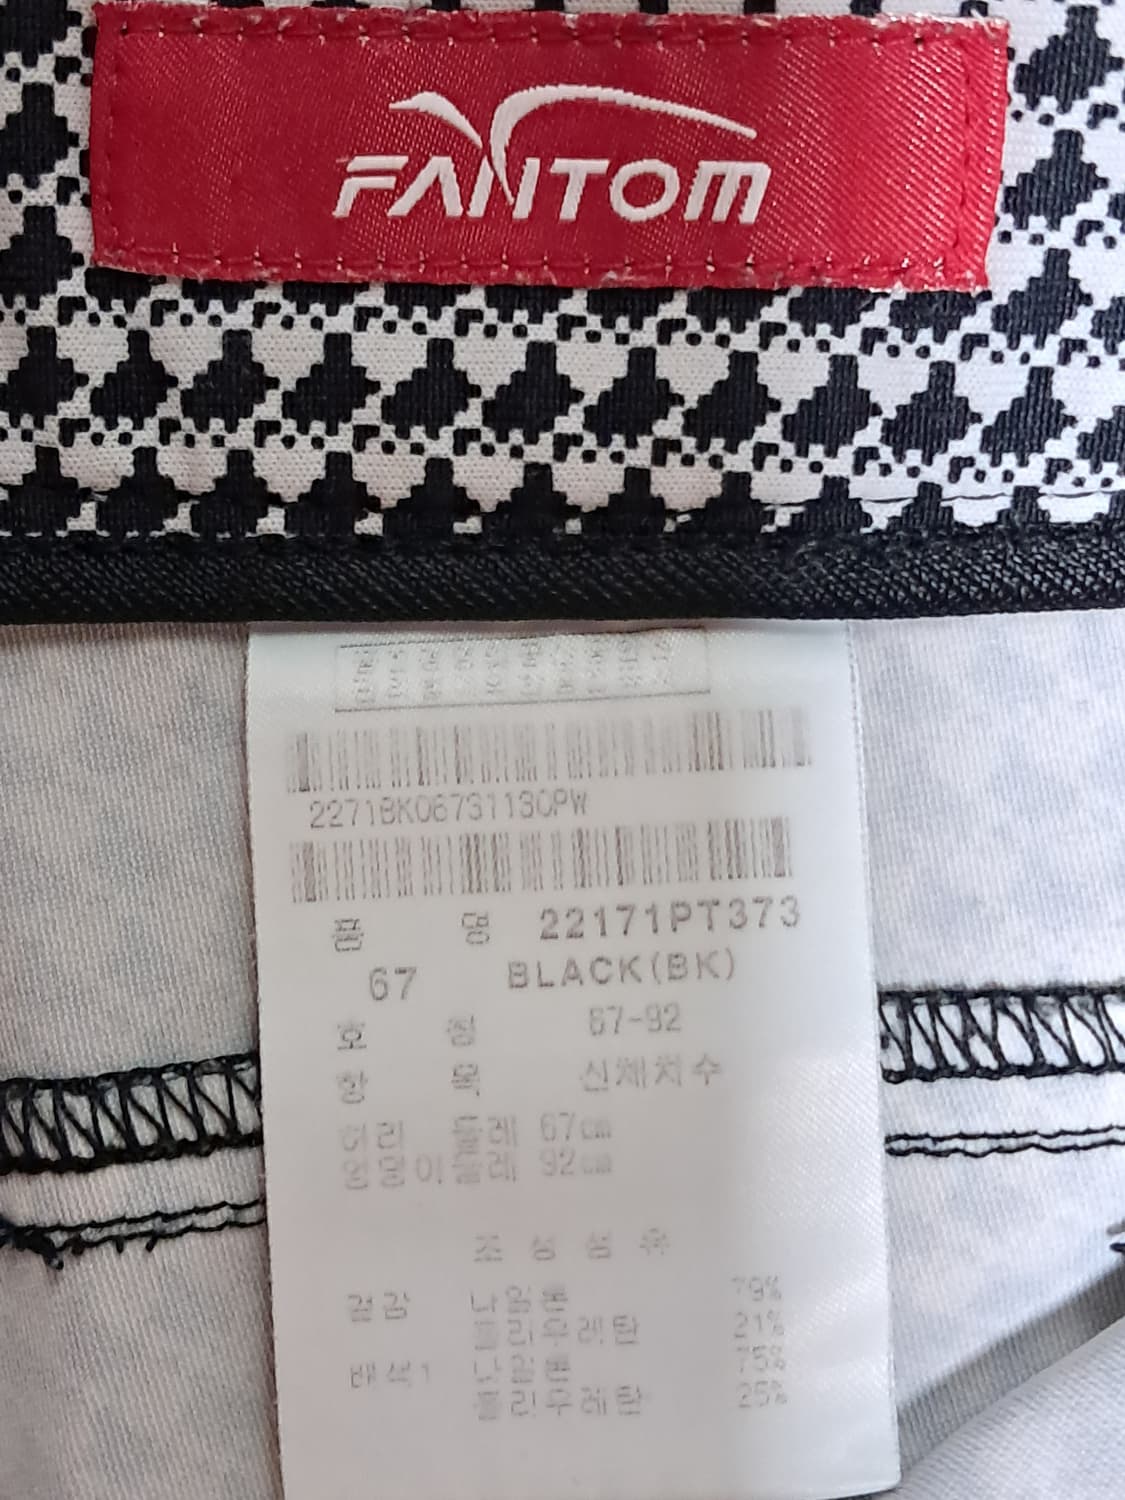 FANTOM
2271BK06731130PW
품 명 22171PT373
67 BLACK(BK)
호 칭 67-92
항 목 신체치수
허리 둘레 67㎝
엉덩이둘레 92㎝
조성섬유
겉감 나일론 79%
폴리우레탄 21%
배색1 나일론 75%
폴리우레탄 25%